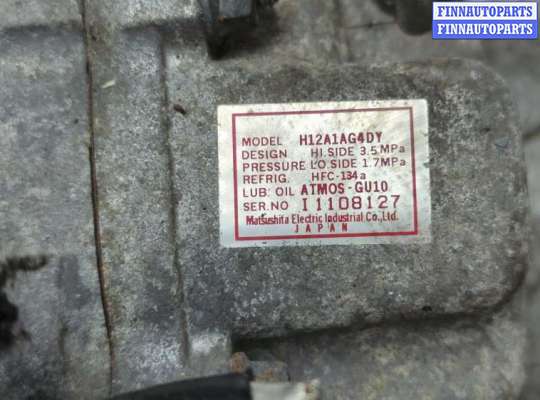 FINNAUTOPARTS
FINNAUTOPARTS
MODEL H12A1AG4DY
DESIGN HI.SIDE 3.5MPa
PRESSURE LO.SIDE 1.7MPa
REFRIG. HFC-134a
LUB. OIL ATMOS-GU10
SER.NO I1108127
Matsushita Electric Industrial Co.,Ltd.
JAPAN